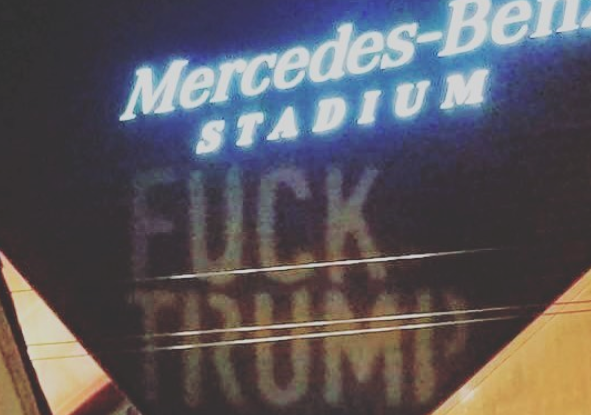 Mercedes-Benz
STADIUM
FUCK
TRUMP